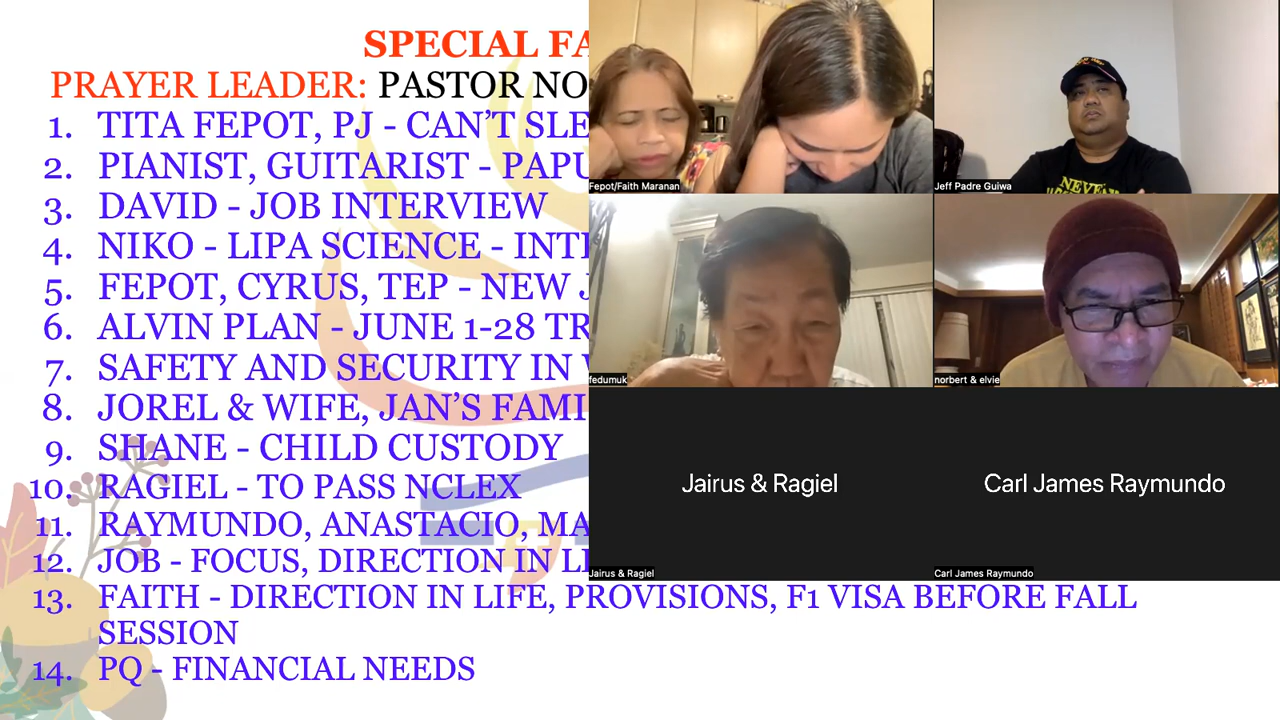 SPECIAL FA
PRAYER LEADER: PASTOR NO
1. TITA FEPOT, PJ - CAN'T SLE
2. PIANIST, GUITARIST - PAPU
3. DAVID - JOB INTERVIEW
4. NIKO - LIPA SCIENCE - INT
5. FEPOT, CYRUS, TEP - NEW J
6. ALVIN PLAN - JUNE 1-28 TR
7. SAFETY AND SECURITY IN
8. JOREL & WIFE, JAN'S FAMI
9. SHANE - CHILD CUSTODY
10. RAGIEL - TO PASS NCLEX
11. RAYMUNDO, ANASTACIO, MA
12. JOB - FOCUS, DIRECTION IN LI
13. FAITH - DIRECTION IN LIFE, PROVISIONS, F1 VISA BEFORE FALL
SESSION
14. PQ - FINANCIAL NEEDS
Fepot/Faith Maranan
Jeff Padre Guiwa
NEVER
fedumuk
norbert & elvie
Jairus & Ragiel
Carl James Raymundo
Jairus & Ragiel
Carl James Raymundo